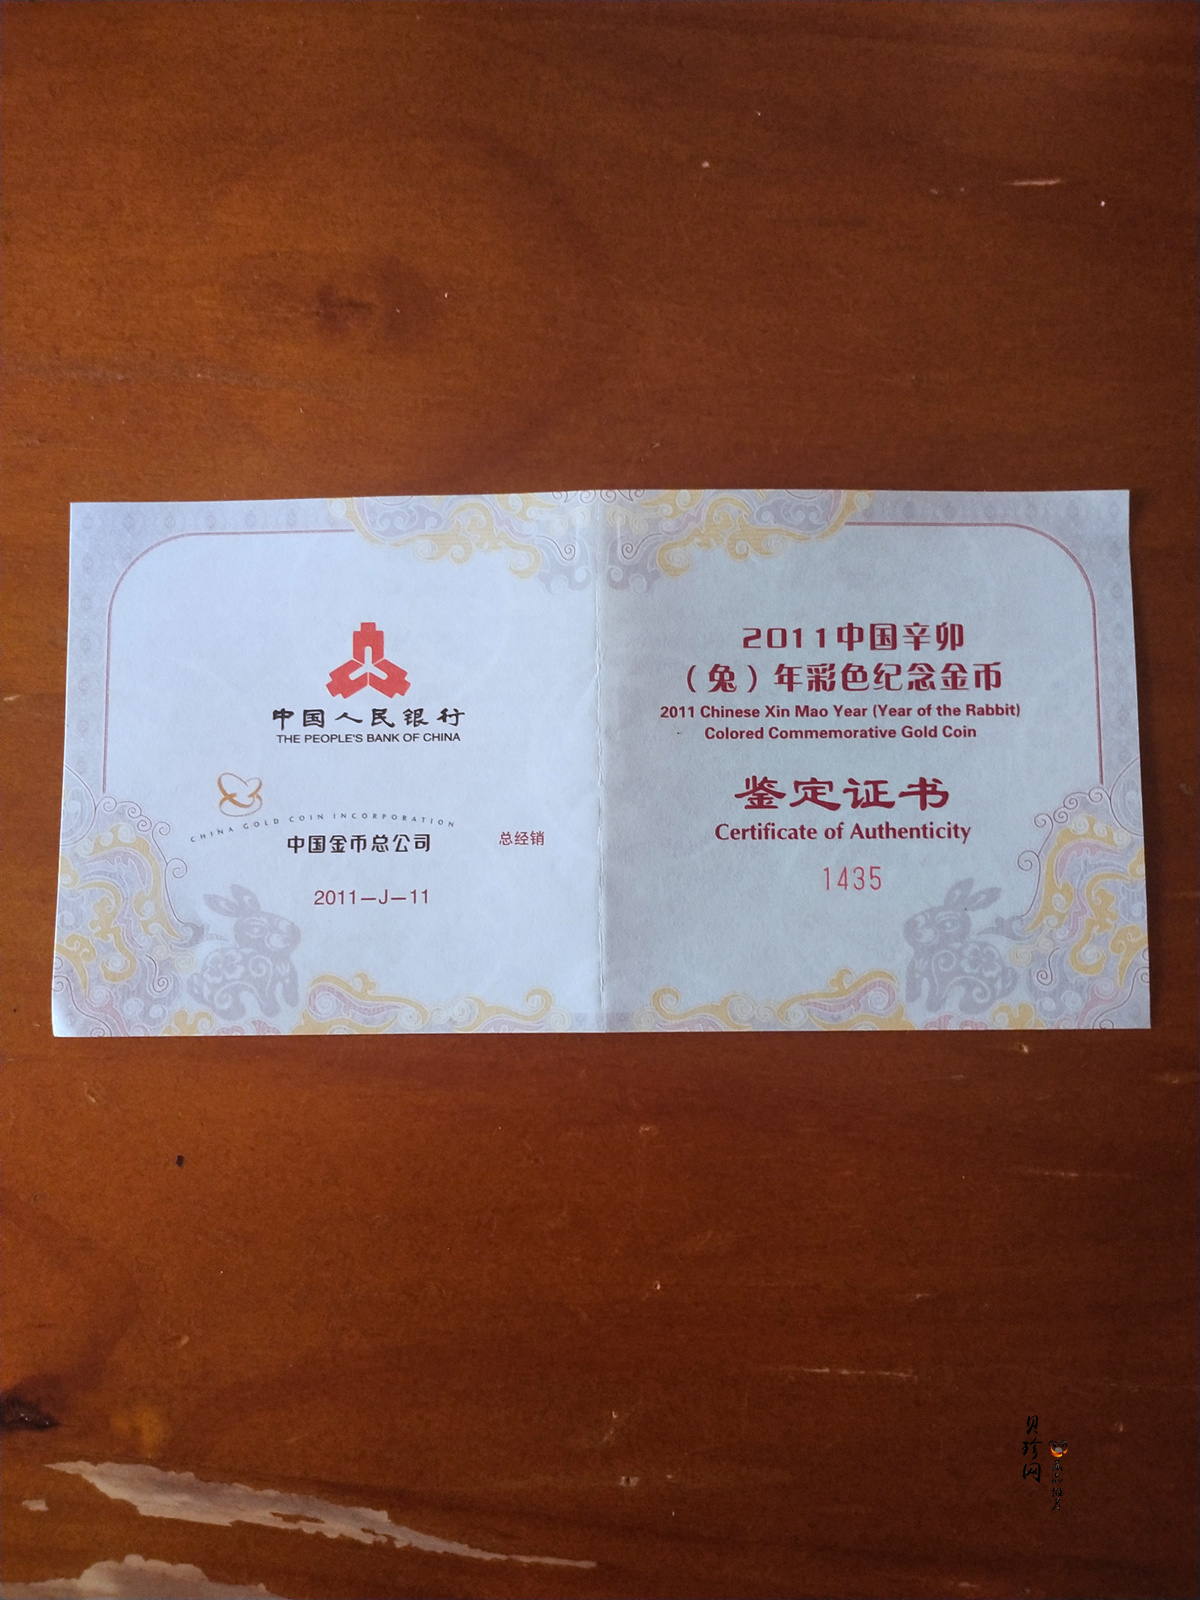 中国人民银行
THE PEOPLE'S BANK OF CHINA
CHINA GOLD COIN INCORPORATION
中国金币总公司
总经销
2011—J—11
2011中国辛卯
（兔）年彩色纪念金币
2011 Chinese Xin Mao Year (Year of the Rabbit)
Colored Commemorative Gold Coin
鉴定证书
Certificate of Authenticity
1435
贝珍网